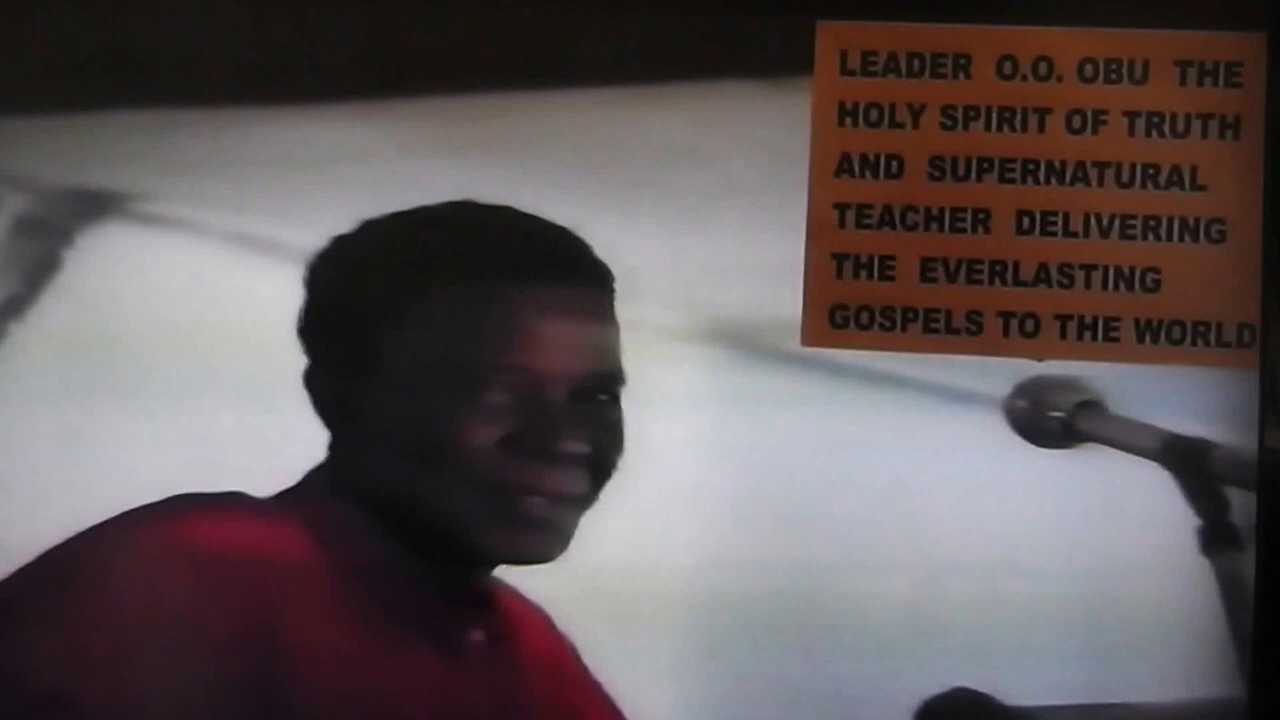 LEADER O.O. OBU THE
HOLY SPIRIT OF TRUTH
AND SUPERNATURAL
TEACHER DELIVERING
THE EVERLASTING
GOSPELS TO THE WORLD